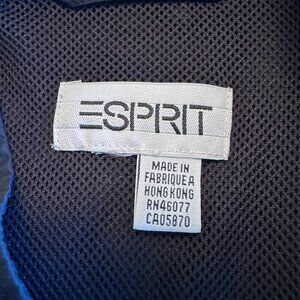 ESPRIT
MADE IN
FABRIQUE A
HONG KONG
RN46077
CA05870